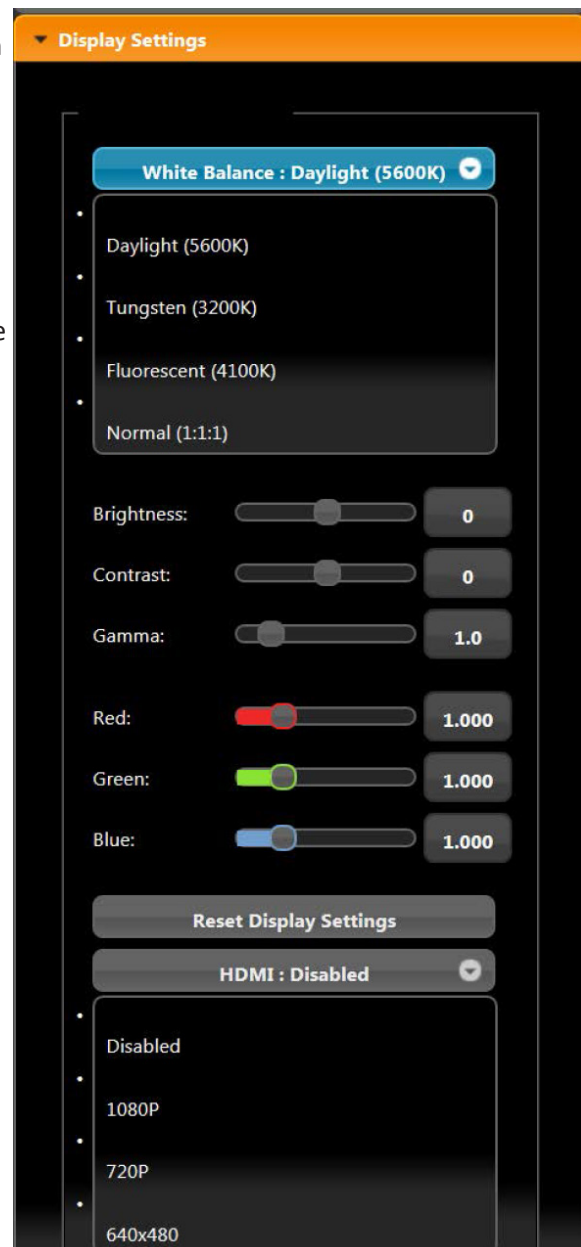 Display Settings
White Balance : Daylight (5600K)
Daylight (5600K)
Tungsten (3200K)
Fluorescent (4100K)
Normal (1:1:1)
Brightness: 0
Contrast: 0
Gamma: 1.0
Red: 1.000
Green: 1.000
Blue: 1.000
Reset Display Settings
HDMI : Disabled
Disabled
1080P
720P
640x480